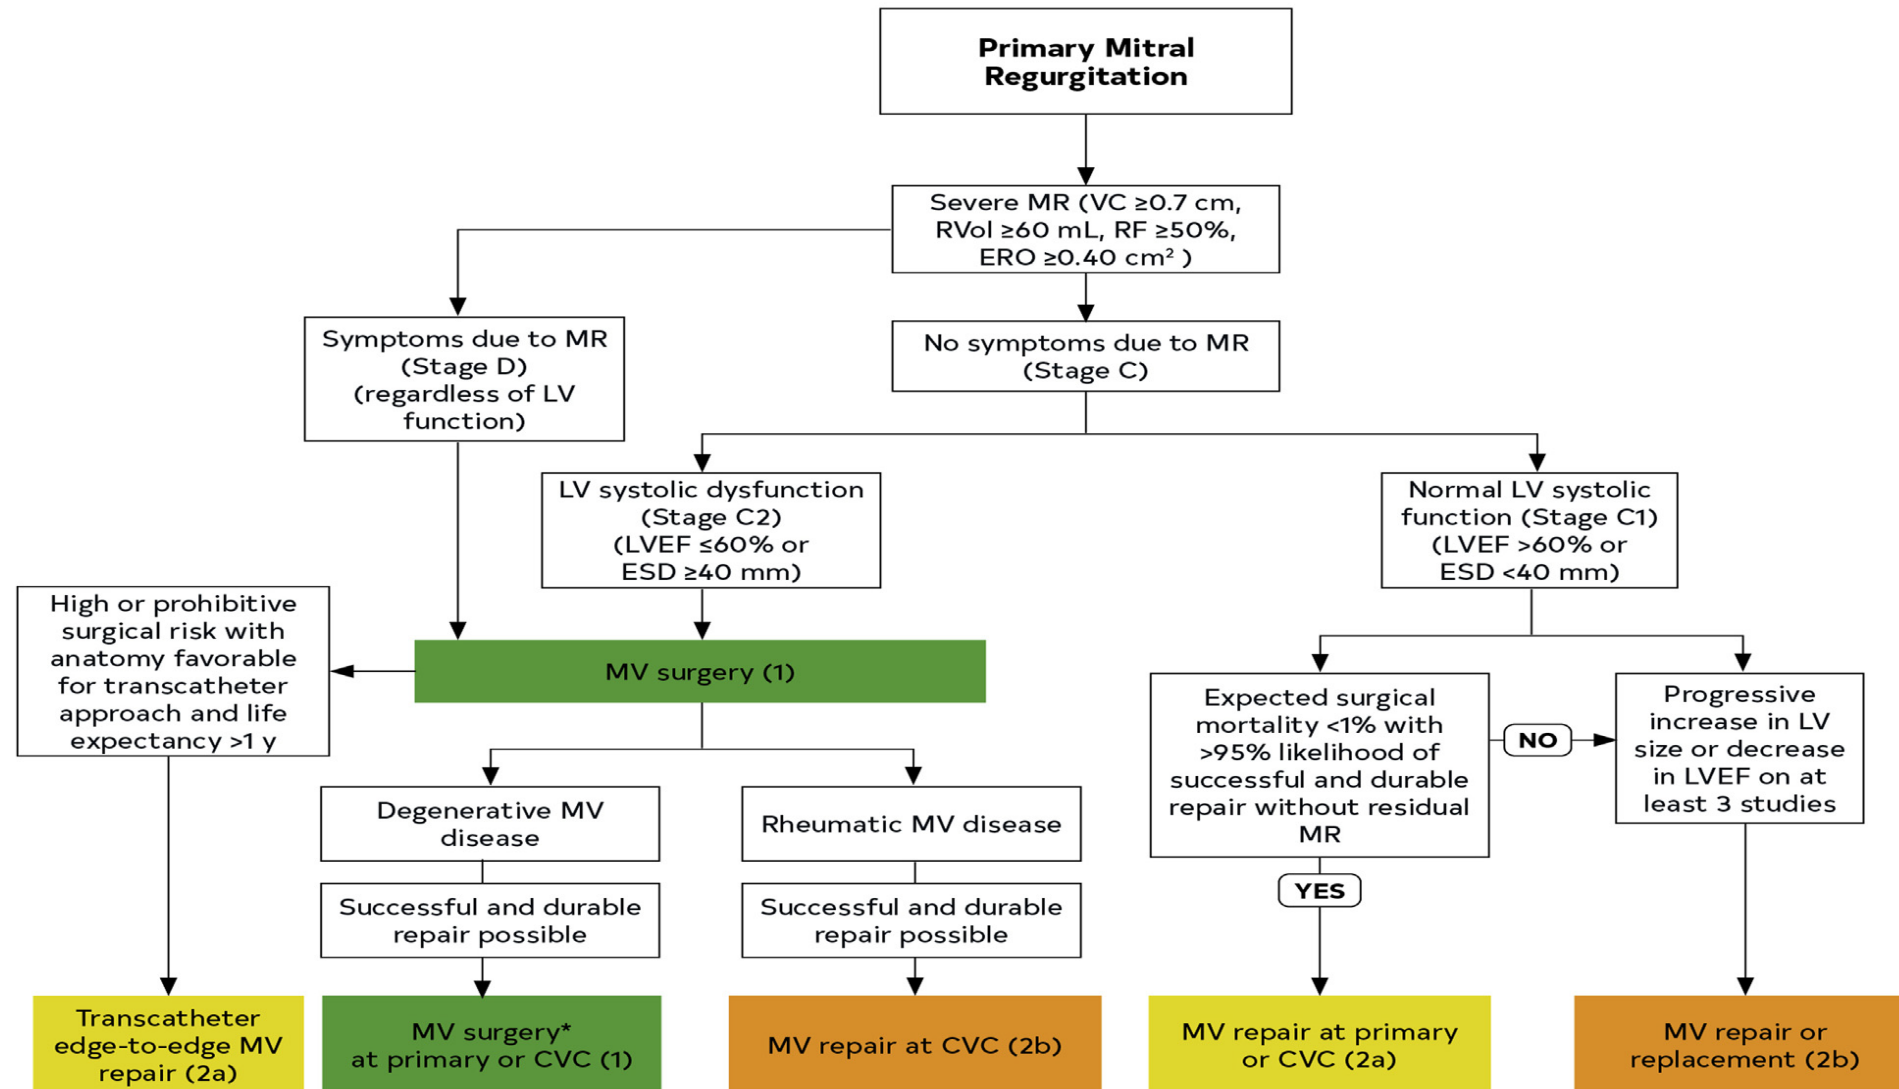 Primary Mitral
Regurgitation
Severe MR (VC ≥0.7 cm,
RVol ≥60 mL, RF ≥50%,
ERO ≥0.40 cm² )
Symptoms due to MR
(Stage D)
(regardless of LV
function)
No symptoms due to MR
(Stage C)
LV systolic dysfunction
(Stage C2)
(LVEF ≤60% or
ESD ≥40 mm)
Normal LV systolic
function (Stage C1)
(LVEF >60% or
ESD <40 mm)
High or prohibitive
surgical risk with
anatomy favorable
for transcatheter
approach and life
expectancy >1 y
MV surgery (1)
Expected surgical
mortality <1% with
>95% likelihood of
successful and durable
repair without residual
MR
NO
Progressive
increase in LV
size or decrease
in LVEF on at
least 3 studies
Degenerative MV
disease
Rheumatic MV disease
YES
Successful and durable
repair possible
Successful and durable
repair possible
Transcatheter
edge-to-edge MV
repair (2a)
MV surgery*
at primary or CVC (1)
MV repair at CVC (2b)
MV repair at primary
or CVC (2a)
MV repair or
replacement (2b)